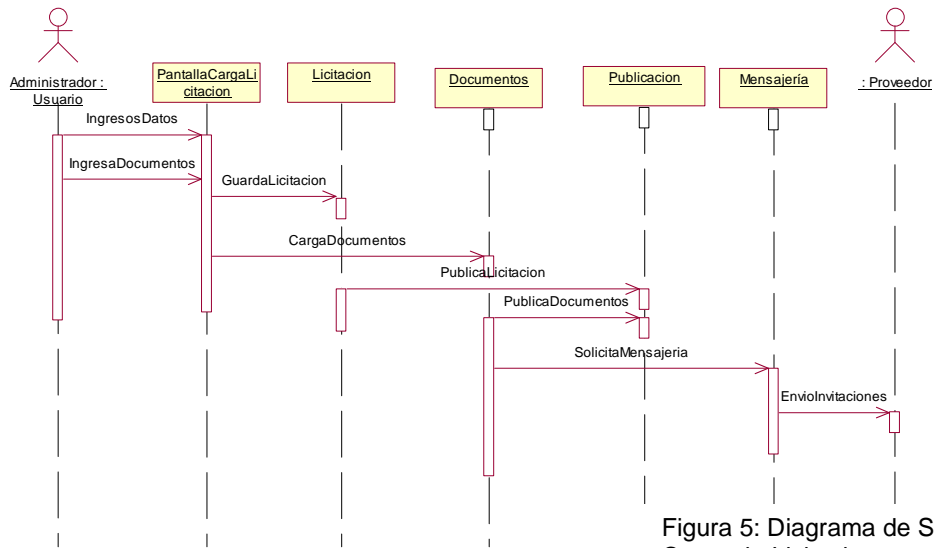 Administrador :
Usuario
PantallaCargaLi
citacion
Licitacion
Documentos
Publicacion
Mensajería
: Proveedor
IngresosDatos
IngresaDocumentos
GuardaLicitacion
CargaDocumentos
PublicaLicitacion
PublicaDocumentos
SolicitaMensajeria
EnvioInvitaciones
Figura 5: Diagrama de S